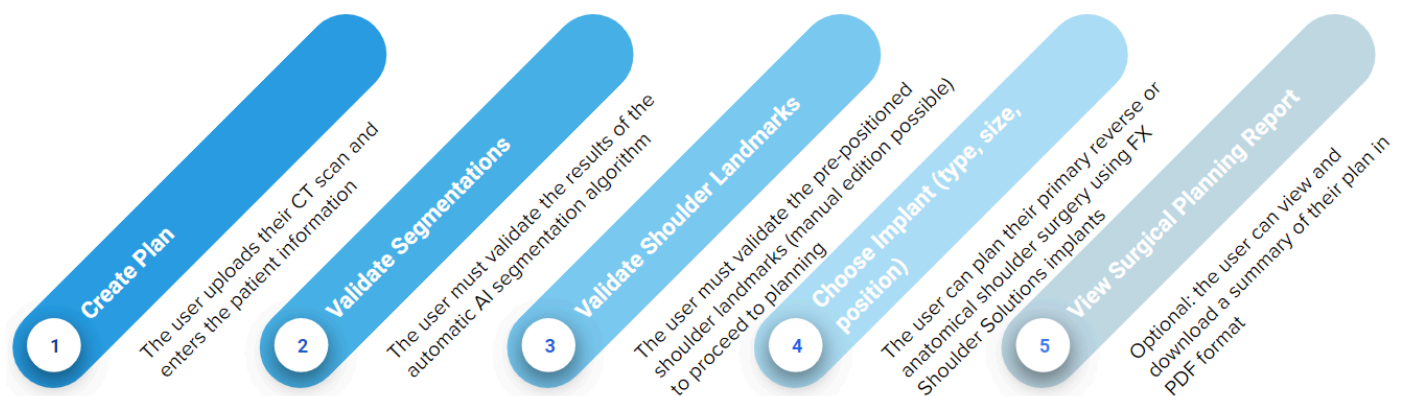 1
Create Plan
The user uploads their CT scan and
enters the patient information
2
Validate Segmentations
The user must validate the results of the
automatic AI segmentation algorithm
3
Validate Shoulder Landmarks
The user must validate the pre-positioned
shoulder landmarks (manual edition possible)
to proceed to planning
4
Choose Implant (type, size,
position)
The user can plan their primary reverse or
anatomical shoulder surgery using FX
Shoulder Solutions implants
5
View Surgical Planning Report
Optional: the user can view and
download a summary of their plan in
PDF format